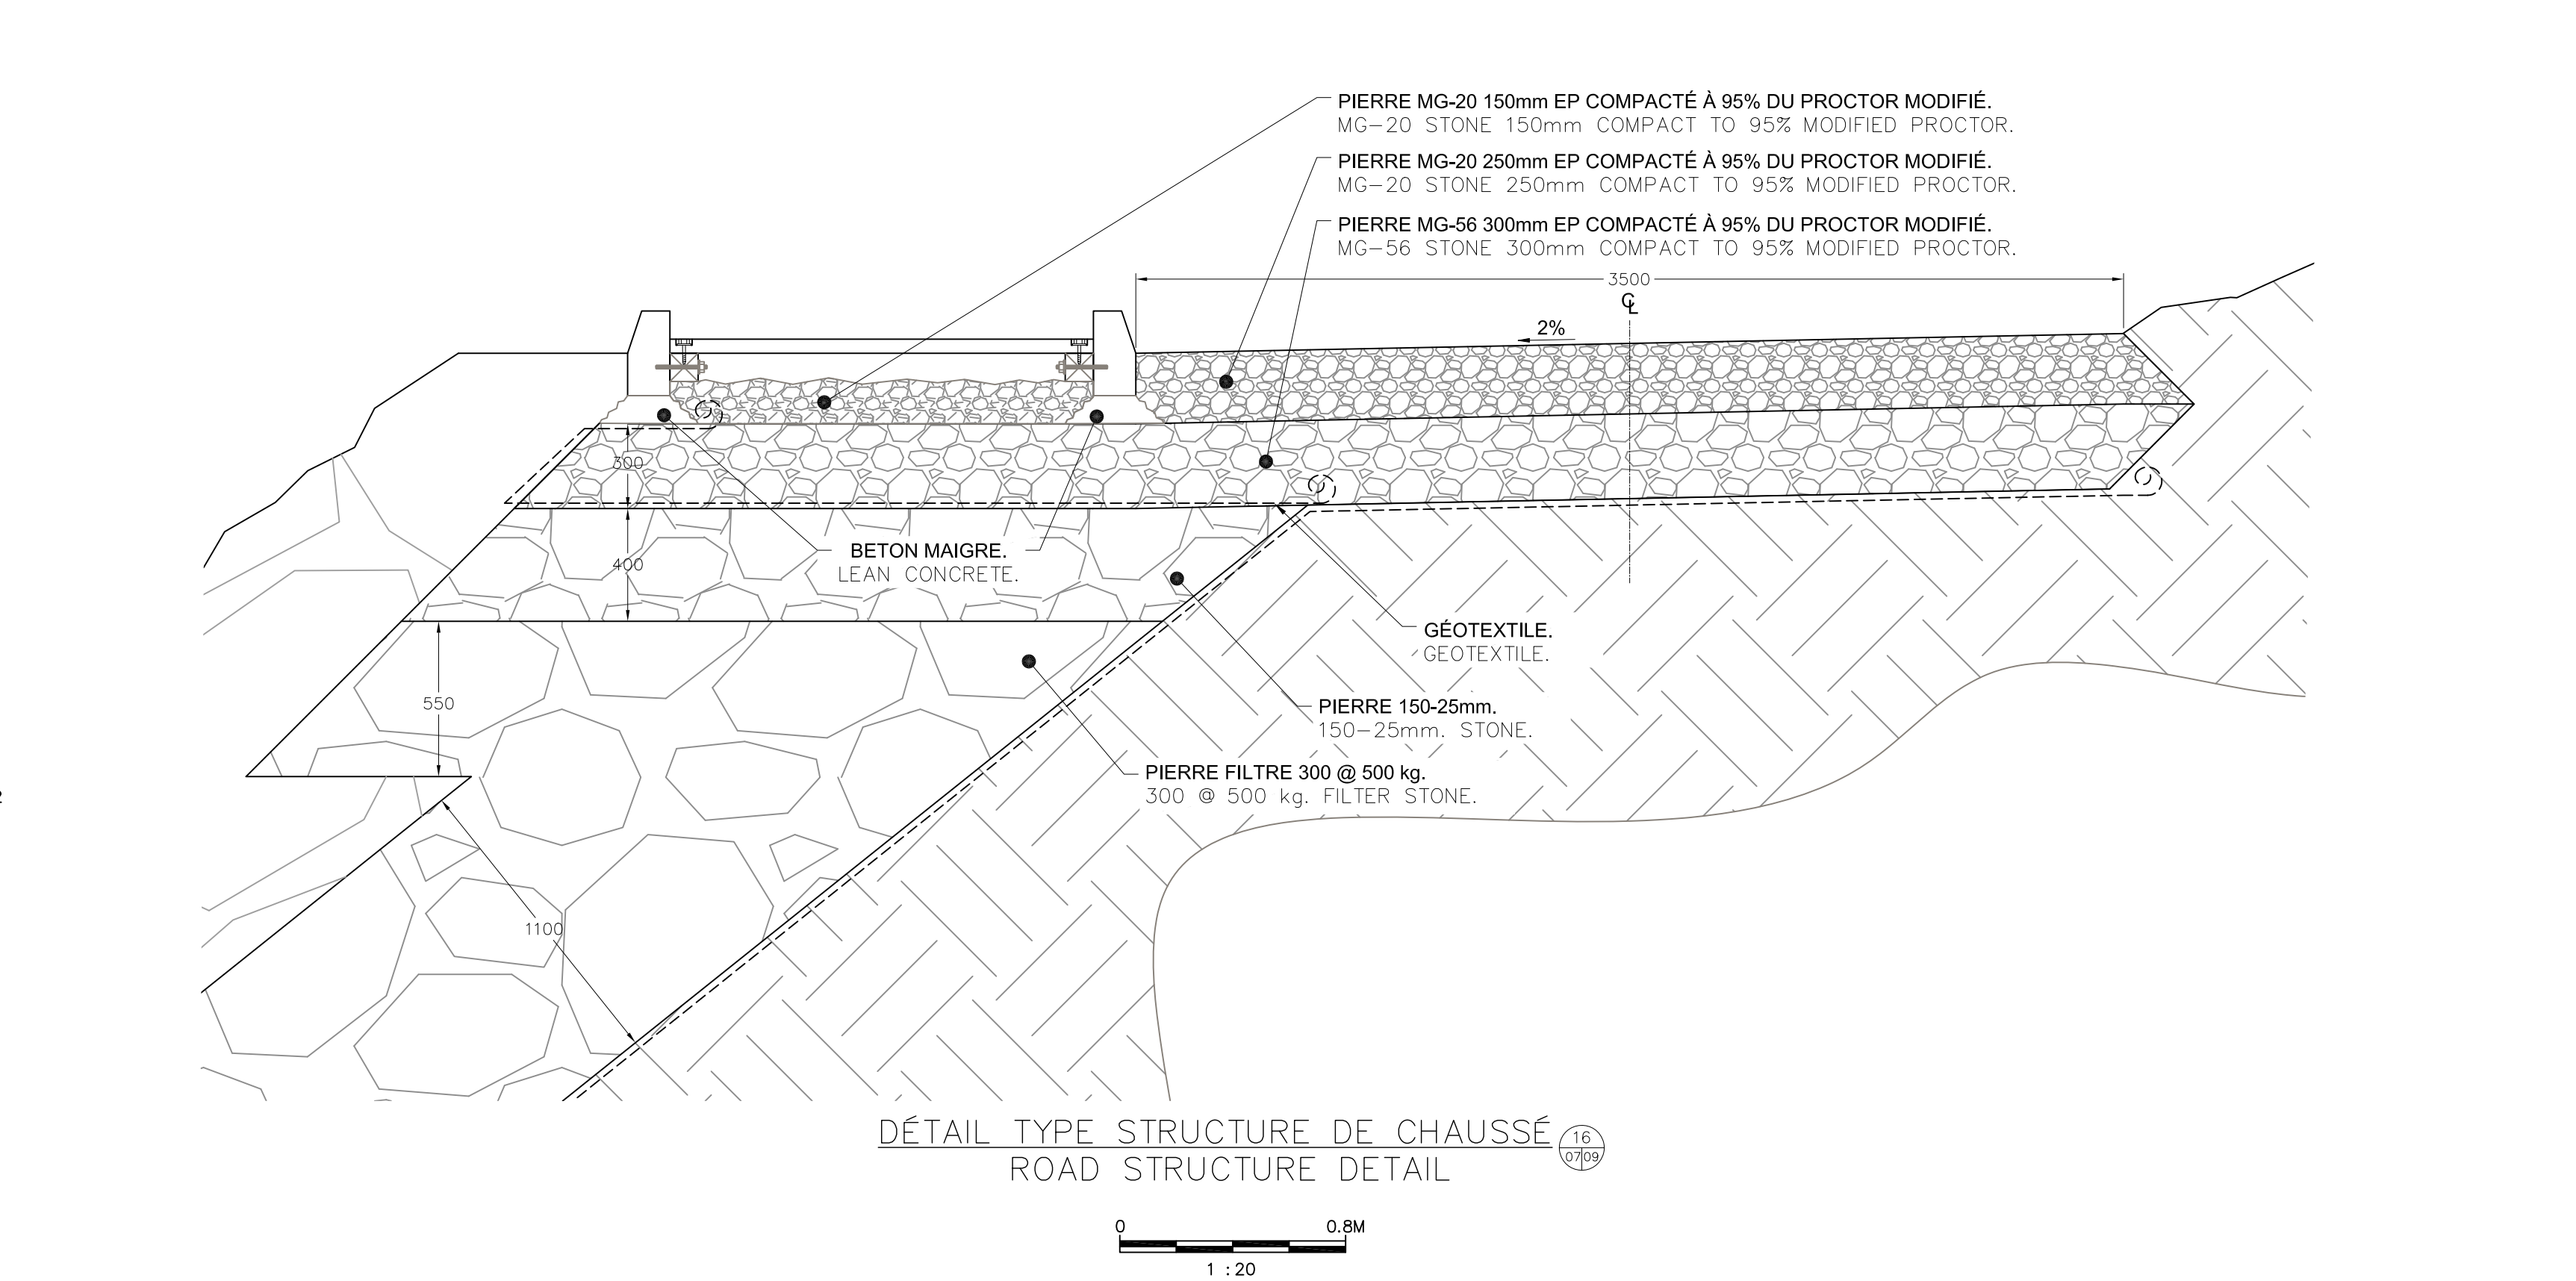 PIERRE MG-20 150mm EP COMPACTÉ À 95% DU PROCTOR MODIFIÉ.
MG-20 STONE 150mm COMPACT TO 95% MODIFIED PROCTOR.
PIERRE MG-20 250mm EP COMPACTÉ À 95% DU PROCTOR MODIFIÉ.
MG-20 STONE 250mm COMPACT TO 95% MODIFIED PROCTOR.
PIERRE MG-56 300mm EP COMPACTÉ À 95% DU PROCTOR MODIFIÉ.
MG-56 STONE 300mm COMPACT TO 95% MODIFIED PROCTOR.
3500
℄
2%
300
BETON MAIGRE.
LEAN CONCRETE.
400
GÉOTEXTILE.
GEOTEXTILE.
550
PIERRE 150-25mm.
150-25mm. STONE.
PIERRE FILTRE 300 @ 500 kg.
300 @ 500 kg. FILTER STONE.
1100
DÉTAIL TYPE STRUCTURE DE CHAUSSÉ
ROAD STRUCTURE DETAIL
16
07 09
0 0.8M
1 : 20